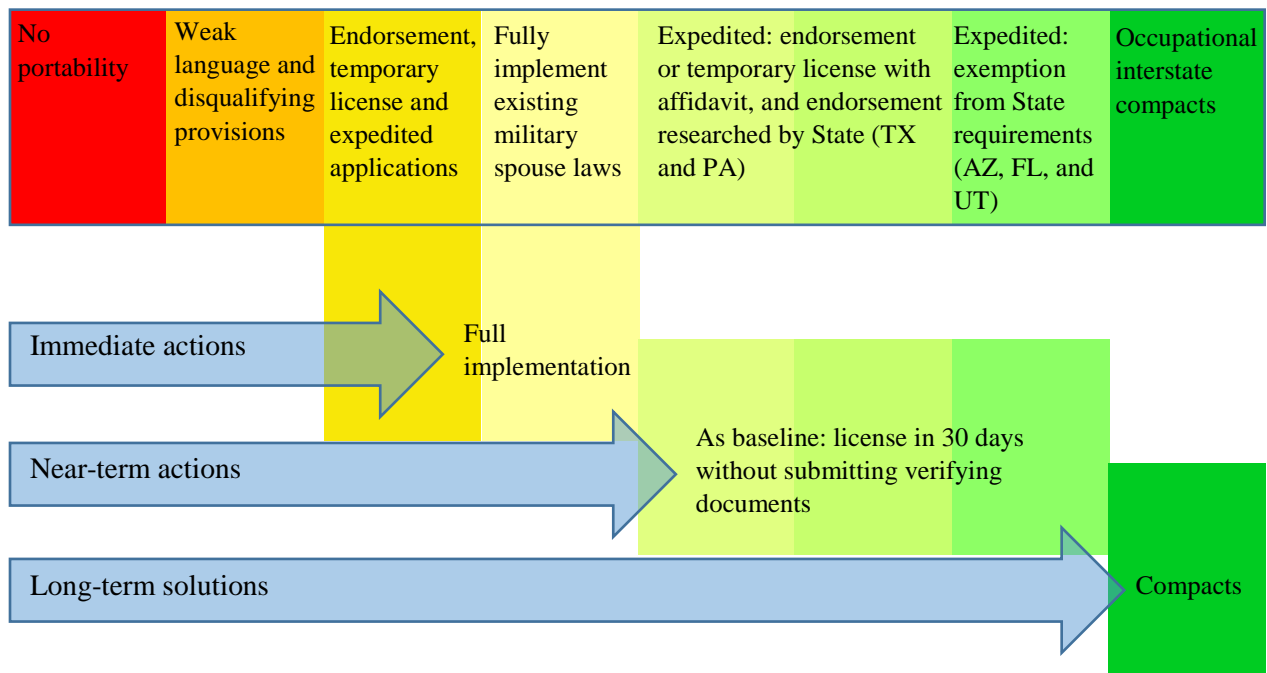 No
portability
Weak
language and
disqualifying
provisions
Endorsement,
temporary
license and
expedited
applications
Fully
implement
existing
military
spouse laws
Expedited: endorsement
or temporary license with
affidavit, and endorsement
researched by State (TX
and PA)
Expedited:
exemption
from State
requirements
(AZ, FL, and
UT)
Occupational
interstate
compacts
Immediate actions
Full
implementation
Near-term actions
As baseline: license in 30 days
without submitting verifying
documents
Long-term solutions
Compacts